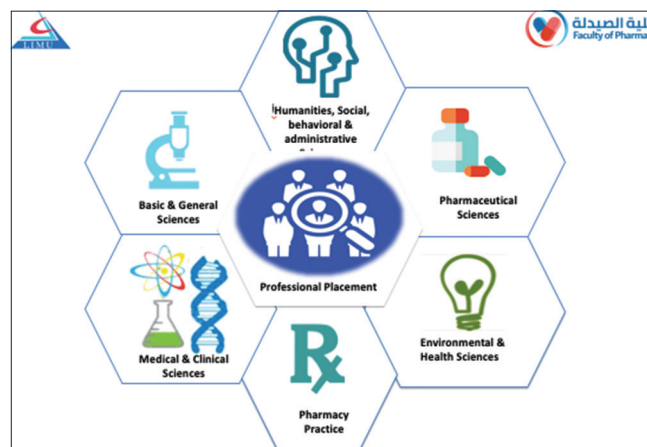 LIMU
كلية الصيدلة
Faculty of Pharma
Humanities, Social,
behavioral &
administrative
Basic & General
Sciences
Pharmaceutical
Sciences
Professional Placement
Medical & Clinical
Sciences
Environmental &
Health Sciences
Rx
Pharmacy
Practice